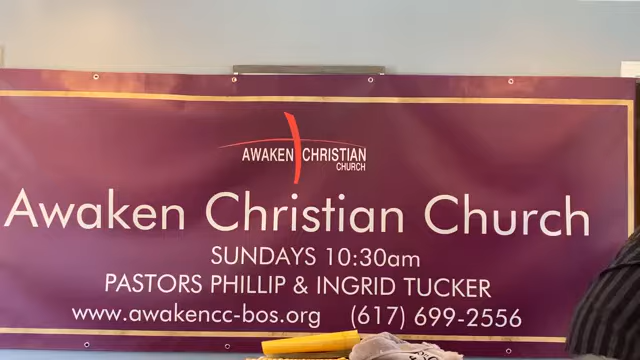 AWAKEN CHRISTIAN
CHURCH
Awaken Christian Church
SUNDAYS 10:30am
PASTORS PHILLIP & INGRID TUCKER
www.awakencc-bos.org (617) 699-2556